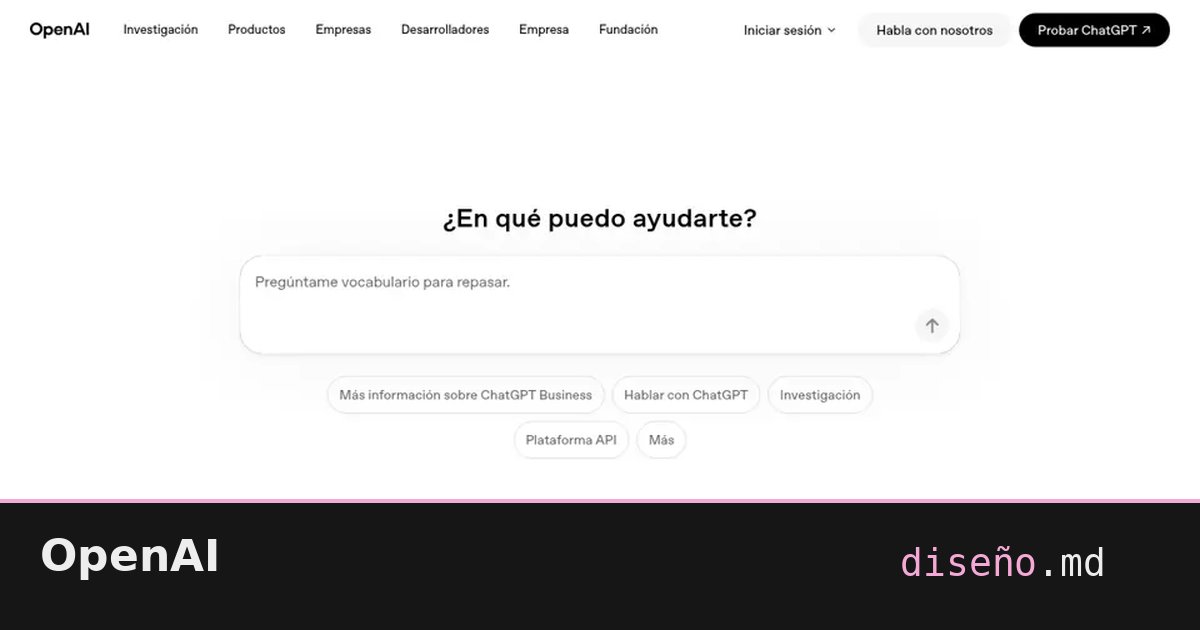 OpenAI Investigación Productos Empresas Desarrolladores Empresa Fundación Iniciar sesión Habla con nosotros Probar ChatGPT ↗
¿En qué puedo ayudarte?
Pregúntame vocabulario para repasar.
Más información sobre ChatGPT Business Hablar con ChatGPT Investigación
Plataforma API Más
OpenAI diseño.md